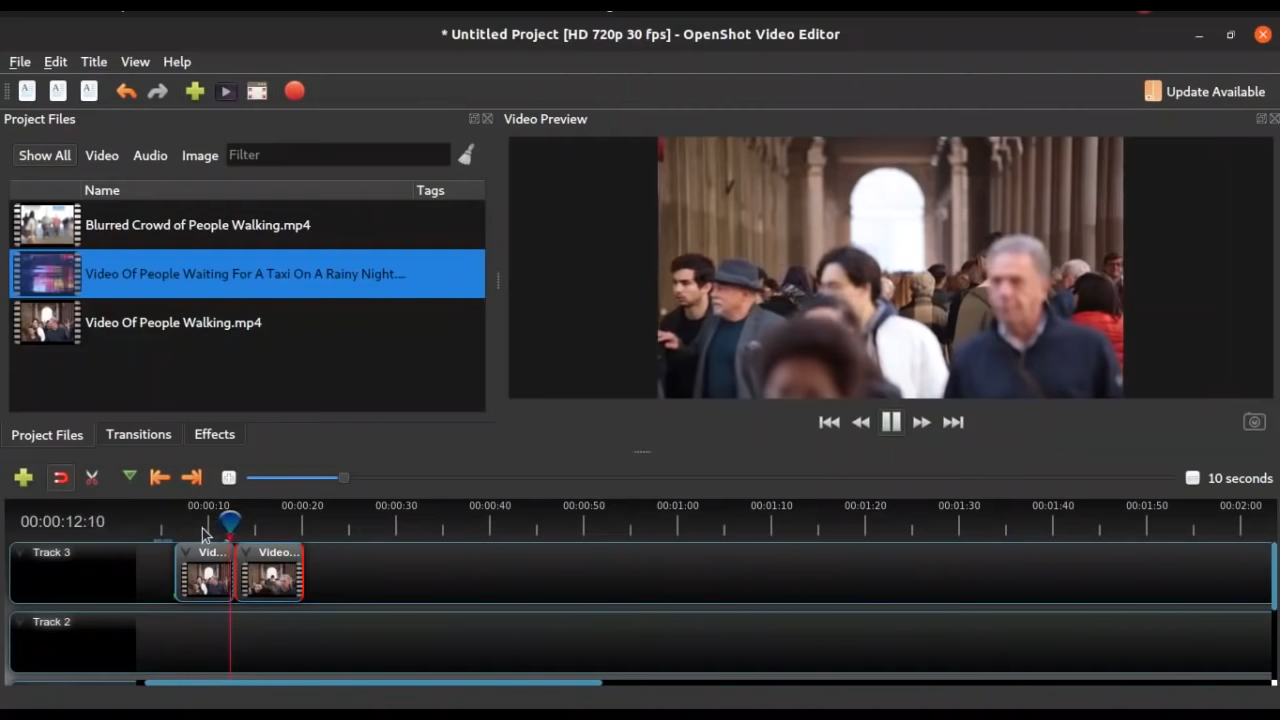 * Untitled Project [HD 720p 30 fps] - OpenShot Video Editor
File Edit Title View Help
Update Available
Project Files
Video Preview
Show All Video Audio Image Filter
Name Tags
Blurred Crowd of People Walking.mp4
Video Of People Waiting For A Taxi On A Rainy Night....
Video Of People Walking.mp4
Project Files Transitions Effects
10 seconds
00:00:12:10
00:00:10 00:00:20 00:00:30 00:00:40 00:00:50 00:01:00 00:01:10 00:01:20 00:01:30 00:01:40 00:01:50 00:02:00
Track 3
Vid... Video...
Track 2